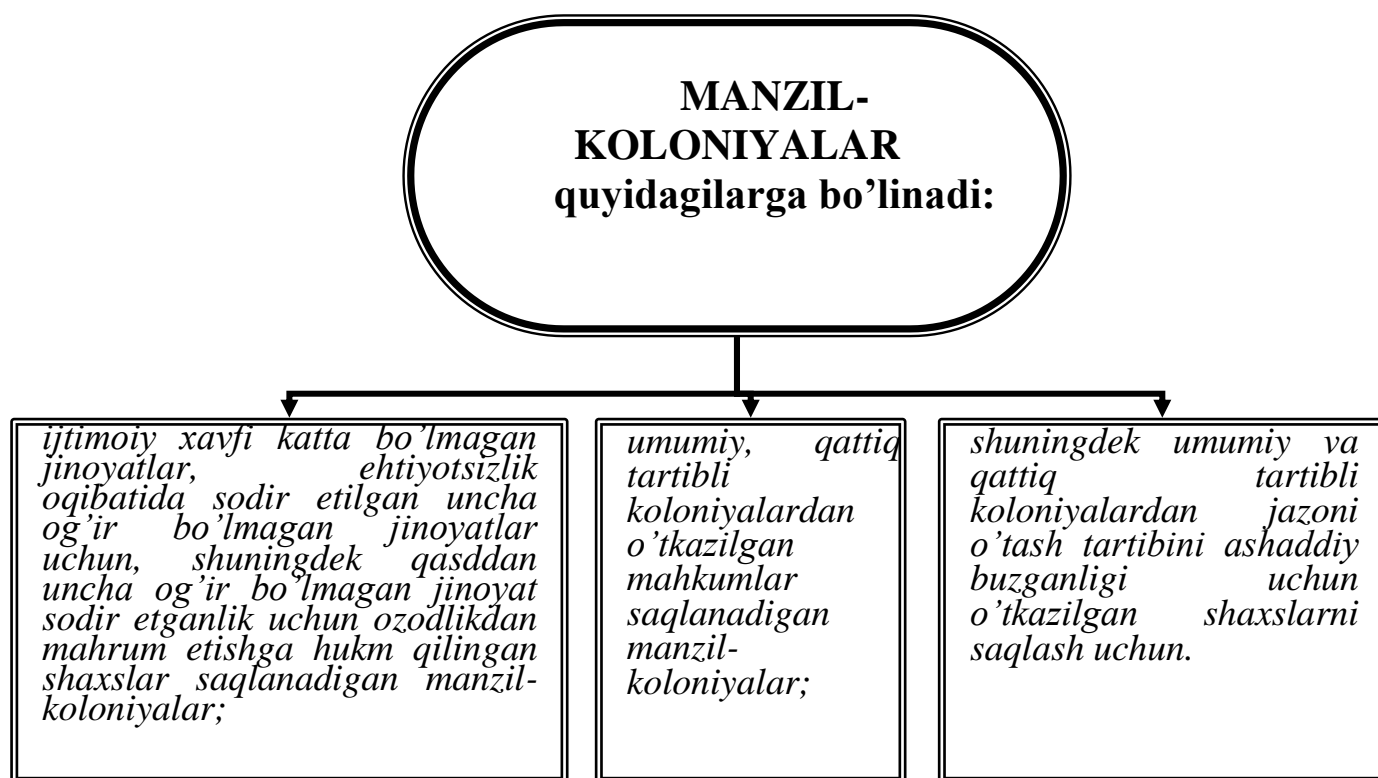 MANZIL-
KOLONIYALAR
quyidagilarga bo’linadi:
ijtimoiy xavfi katta bo’lmagan
jinoyatlar, ehtiyotsizlik
oqibatida sodir etilgan uncha
og’ir bo’lmagan jinoyatlar
uchun, shuningdek qasddan
uncha og’ir bo’lmagan jinoyat
sodir etganlik uchun ozodlikdan
mahrum etishga hukm qilingan
shaxslar saqlanadigan manzil-
koloniyalar;
umumiy, qattiq
tartibli
koloniyalardan
o’tkazilgan
mahkumlar
saqlanadigan
manzil-
koloniyalar;
shuningdek umumiy va
qattiq tartibli
koloniyalardan jazoni
o’tash tartibini ashaddiy
buzganligi uchun
o’tkazilgan shaxslarni
saqlash uchun.